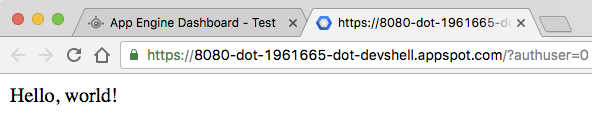 App Engine Dashboard - Test
https://8080-dot-1961665-do
https://8080-dot-1961665-dot-devshell.appspot.com/?authuser=0
Hello, world!